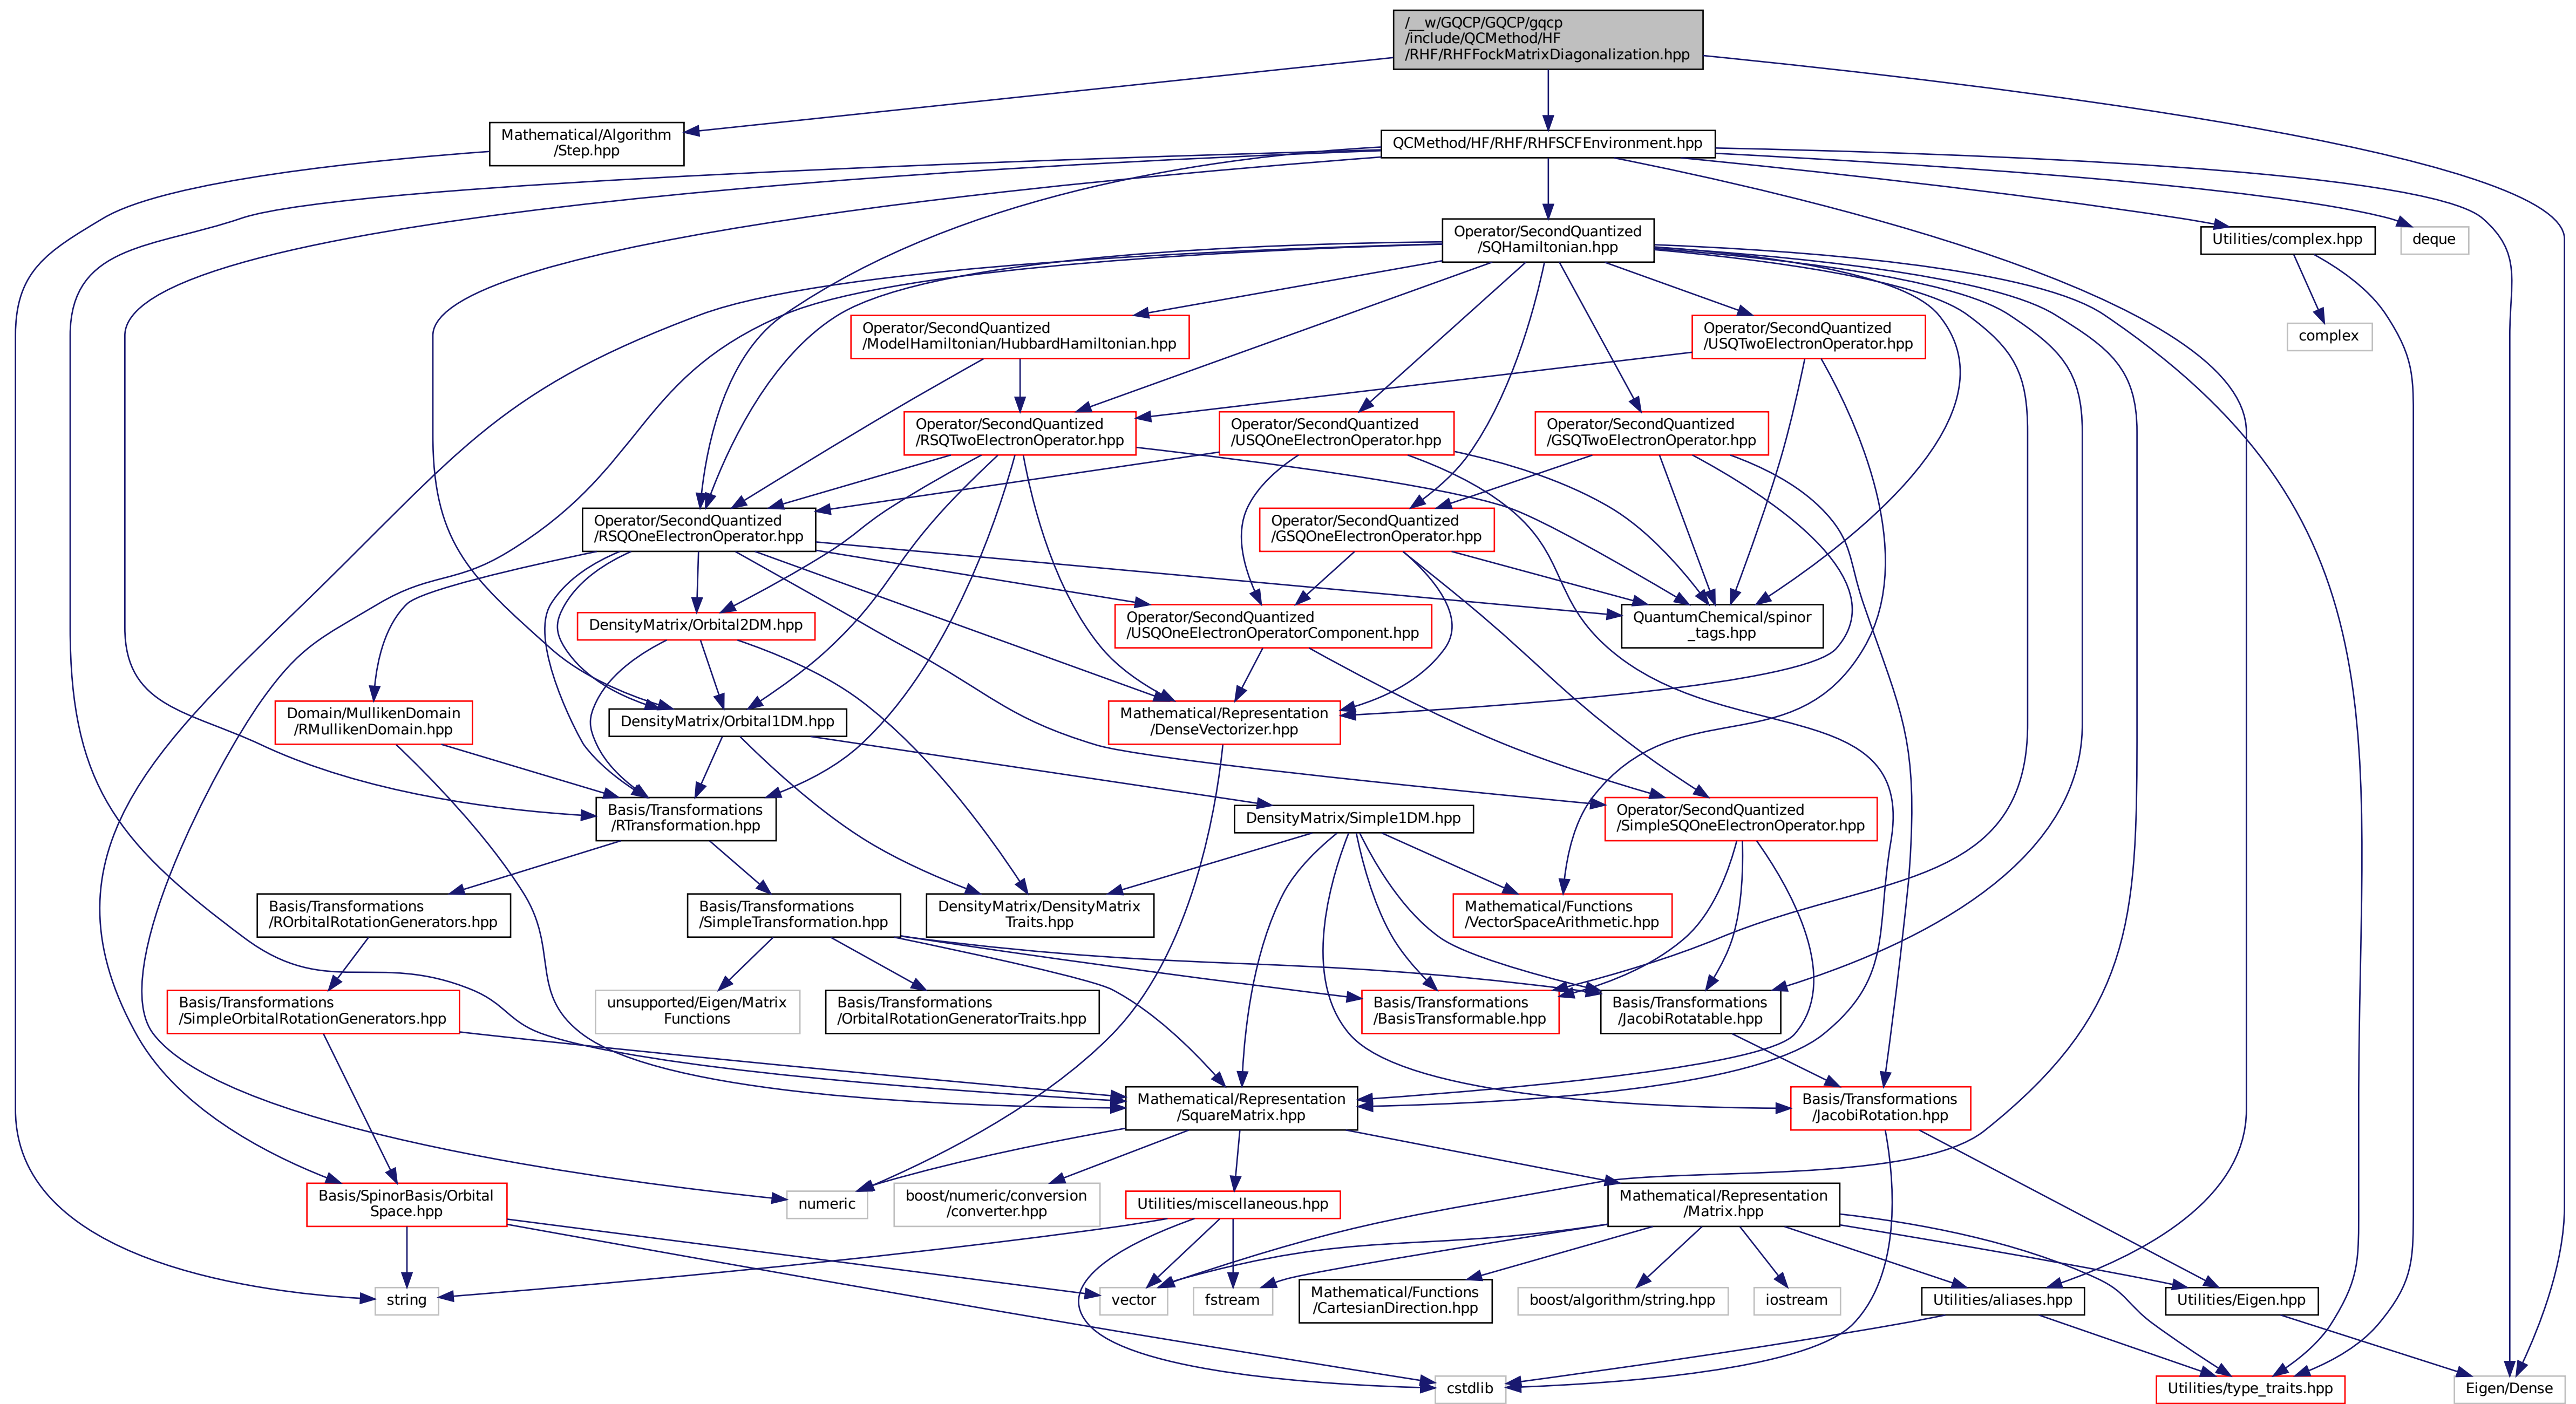 /__w/GQCP/GQCP/gqcp
/include/QCMethod/HF
/RHF/RHFFockMatrixDiagonalization.hpp
Mathematical/Algorithm
/Step.hpp
QCMethod/HF/RHF/RHFSCFEnvironment.hpp
Operator/SecondQuantized
/SQHamiltonian.hpp
Utilities/complex.hpp
deque
Operator/SecondQuantized
/ModelHamiltonian/HubbardHamiltonian.hpp
Operator/SecondQuantized
/USQTwoElectronOperator.hpp
complex
Operator/SecondQuantized
/RSQTwoElectronOperator.hpp
Operator/SecondQuantized
/USQOneElectronOperator.hpp
Operator/SecondQuantized
/GSQTwoElectronOperator.hpp
Operator/SecondQuantized
/RSQOneElectronOperator.hpp
Operator/SecondQuantized
/GSQOneElectronOperator.hpp
DensityMatrix/Orbital2DM.hpp
Operator/SecondQuantized
/USQOneElectronOperatorComponent.hpp
QuantumChemical/spinor
_tags.hpp
Domain/MullikenDomain
/RMullikenDomain.hpp
DensityMatrix/Orbital1DM.hpp
Mathematical/Representation
/DenseVectorizer.hpp
Basis/Transformations
/RTransformation.hpp
DensityMatrix/Simple1DM.hpp
Operator/SecondQuantized
/SimpleSQOneElectronOperator.hpp
Basis/Transformations
/ROrbitalRotationGenerators.hpp
Basis/Transformations
/SimpleTransformation.hpp
DensityMatrix/DensityMatrix
Traits.hpp
Mathematical/Functions
/VectorSpaceArithmetic.hpp
Basis/Transformations
/SimpleOrbitalRotationGenerators.hpp
unsupported/Eigen/Matrix
Functions
Basis/Transformations
/OrbitalRotationGeneratorTraits.hpp
Basis/Transformations
/BasisTransformable.hpp
Basis/Transformations
/JacobiRotatable.hpp
Mathematical/Representation
/SquareMatrix.hpp
Basis/Transformations
/JacobiRotation.hpp
Basis/SpinorBasis/Orbital
Space.hpp
numeric
boost/numeric/conversion
/converter.hpp
Utilities/miscellaneous.hpp
Mathematical/Representation
/Matrix.hpp
string
vector
fstream
Mathematical/Functions
/CartesianDirection.hpp
boost/algorithm/string.hpp
iostream
Utilities/aliases.hpp
Utilities/Eigen.hpp
cstdlib
Utilities/type_traits.hpp
Eigen/Dense